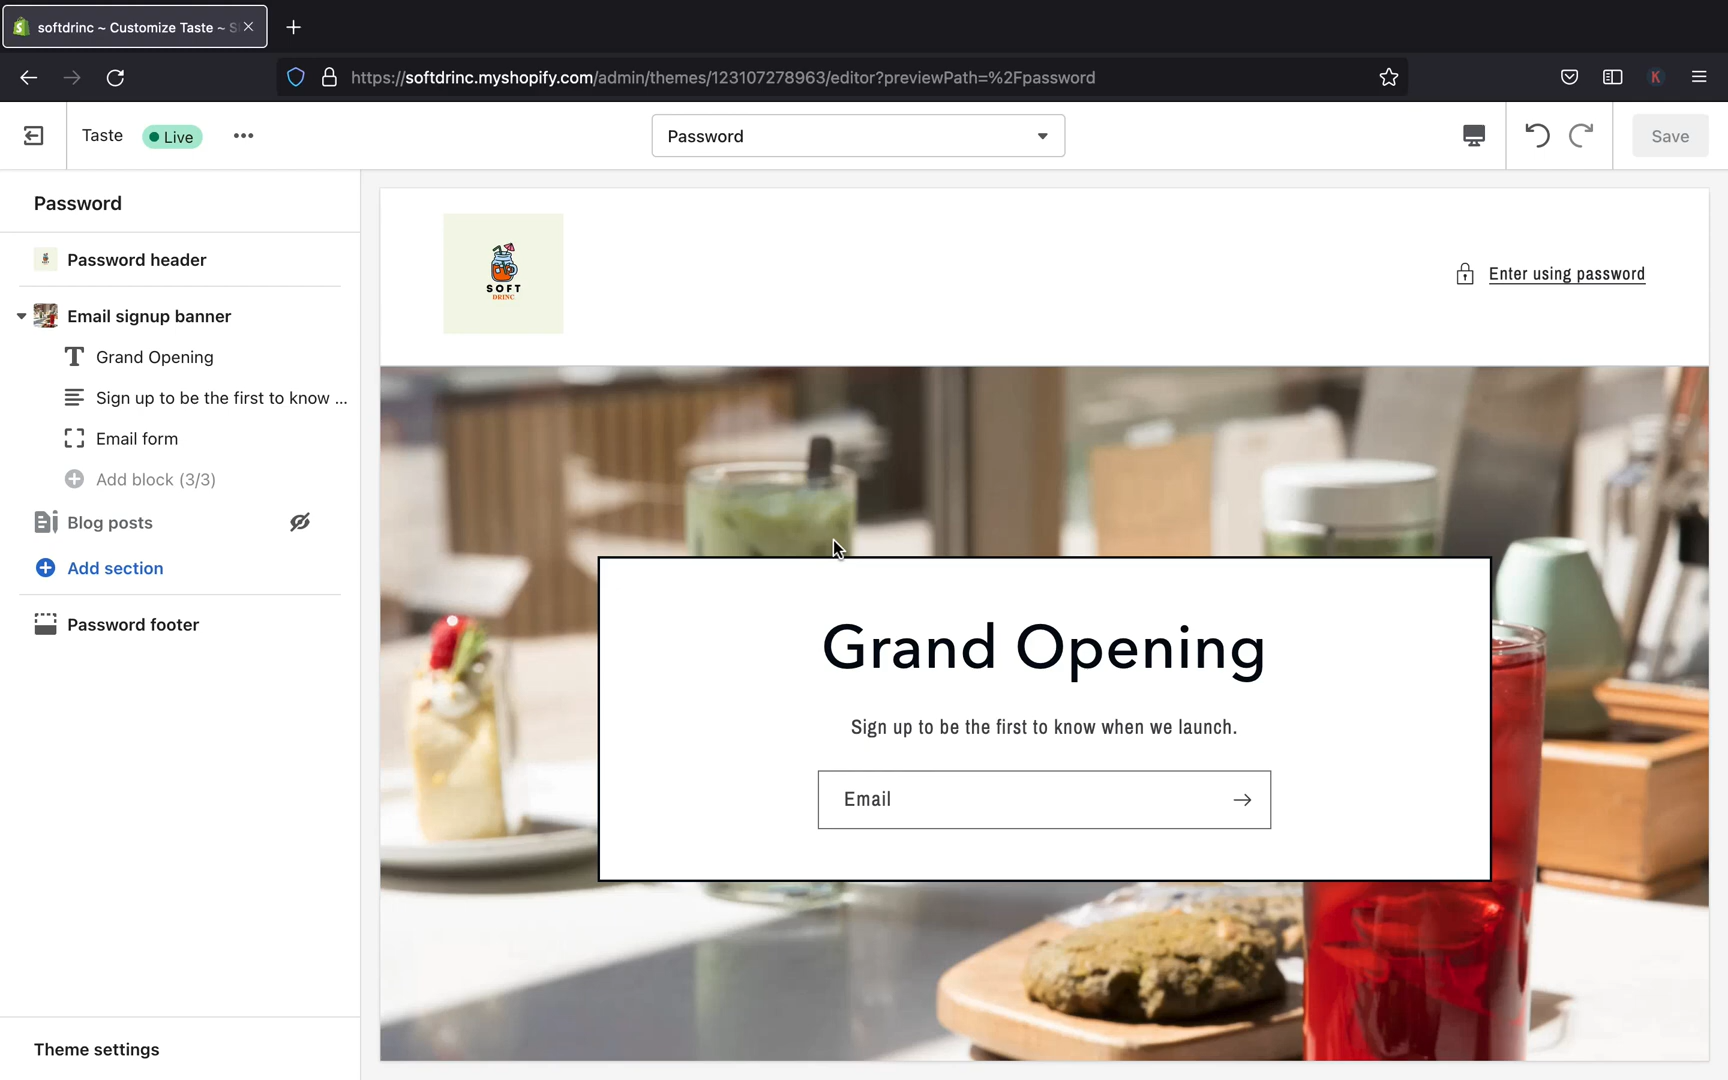 softdrinc ~ Customize Taste ~ S
https://softdrinc.myshopify.com/admin/themes/123107278963/editor?previewPath=%2Fpassword
K
Taste
Live
Password
Save
Password
Password header
Email signup banner
Grand Opening
Sign up to be the first to know ...
Email form
Add block (3/3)
Blog posts
Add section
Password footer
Theme settings
SOFT
DRINC
Enter using password
Grand Opening
Sign up to be the first to know when we launch.
Email